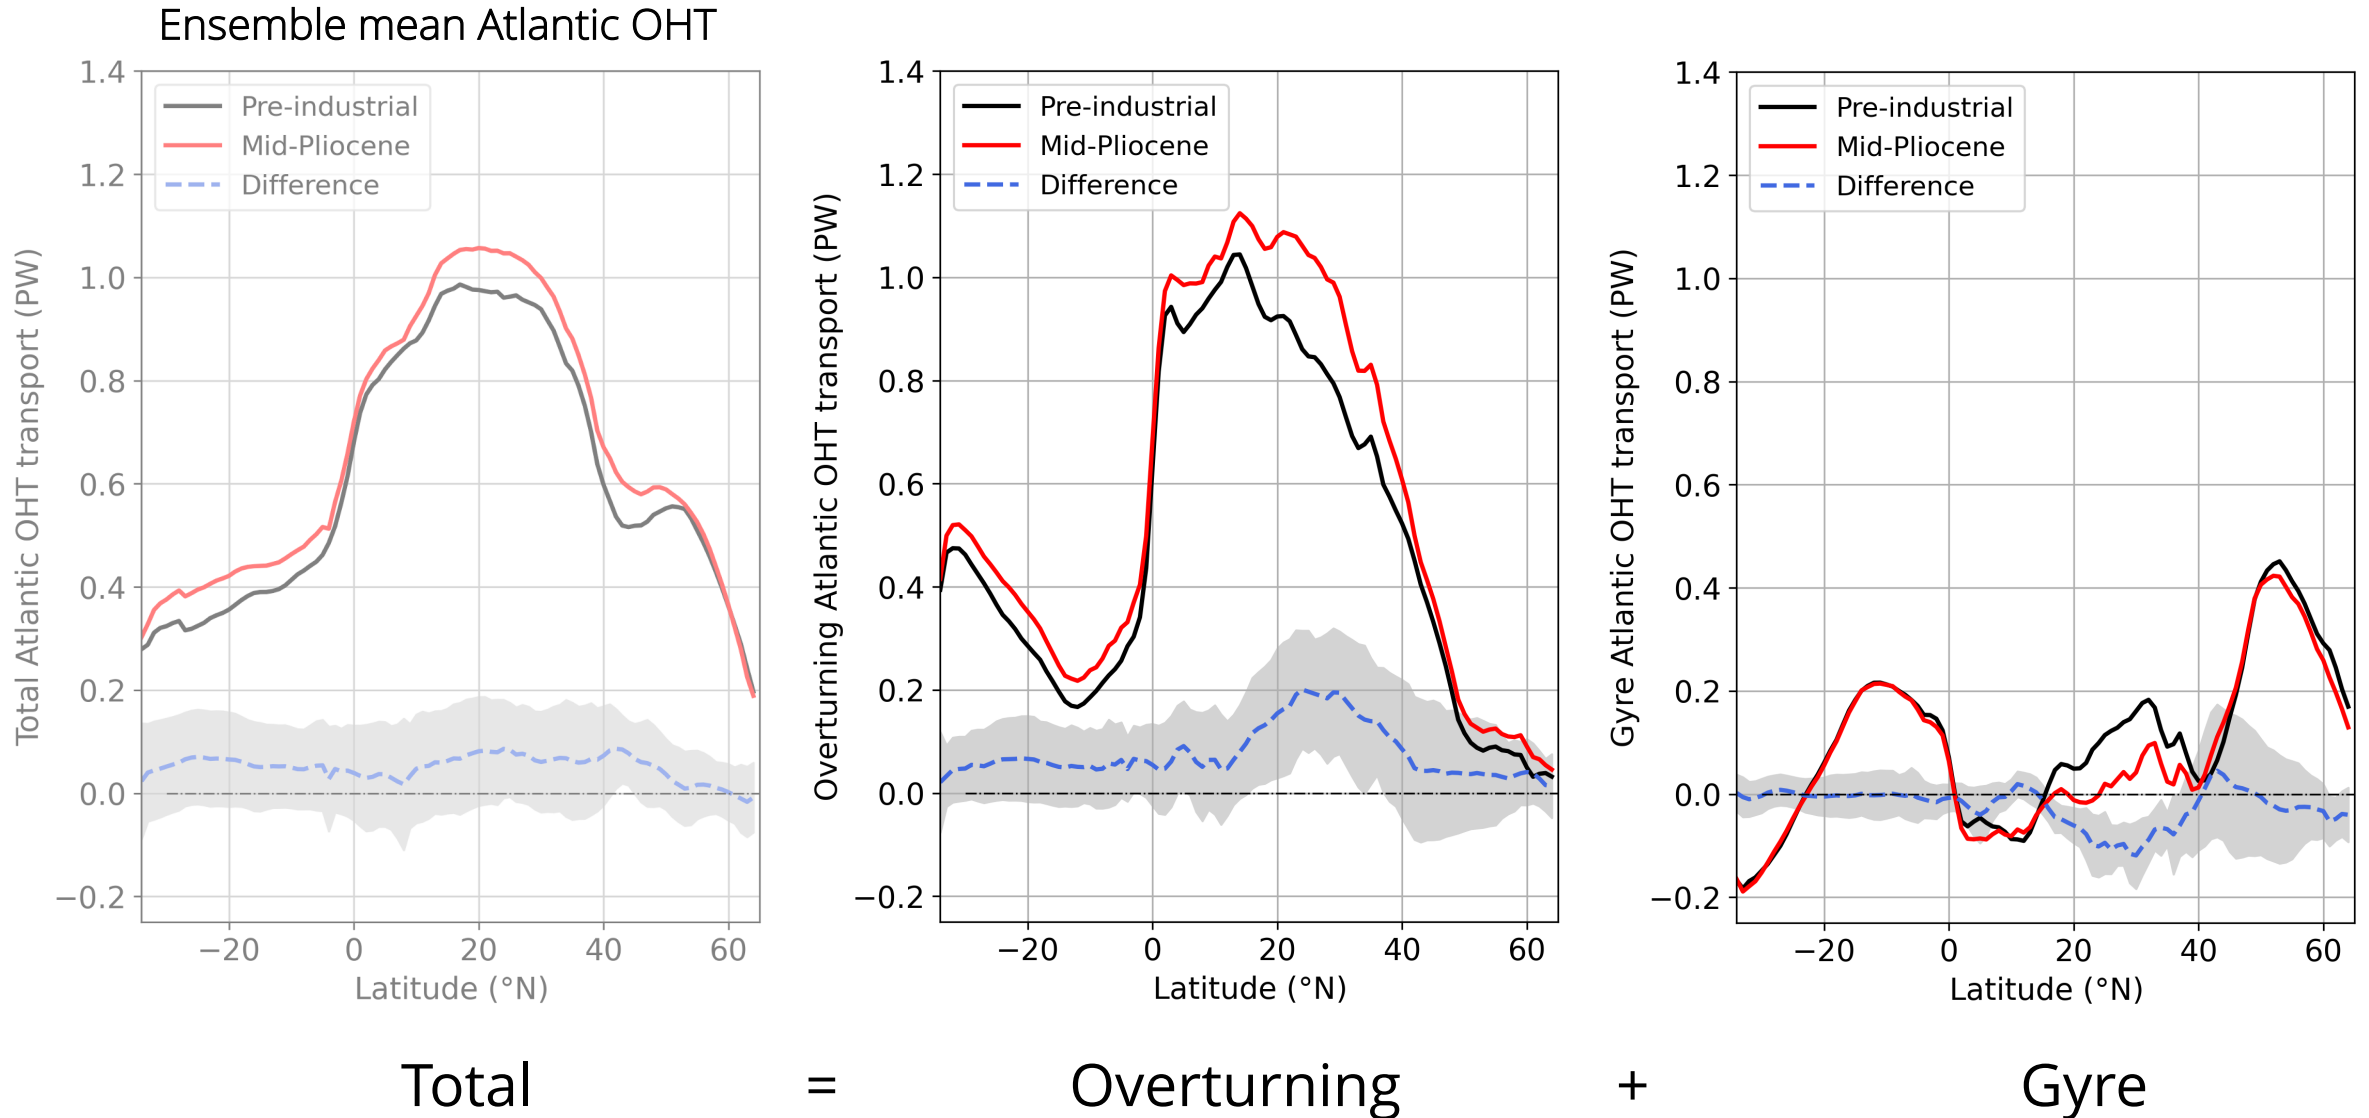 Ensemble mean Atlantic OHT
Total Atlantic OHT transport (PW)
1.4
1.2
1.0
0.8
0.6
0.4
0.2
0.0
−0.2
Pre-industrial
Mid-Pliocene
Difference
−20 0 20 40 60
Latitude (°N)
Overturning Atlantic OHT transport (PW)
1.4
1.2
1.0
0.8
0.6
0.4
0.2
0.0
−0.2
Pre-industrial
Mid-Pliocene
Difference
−20 0 20 40 60
Latitude (°N)
Gyre Atlantic OHT transport (PW)
1.4
1.2
1.0
0.8
0.6
0.4
0.2
0.0
−0.2
Pre-industrial
Mid-Pliocene
Difference
−20 0 20 40 60
Latitude (°N)
Total = Overturning + Gyre